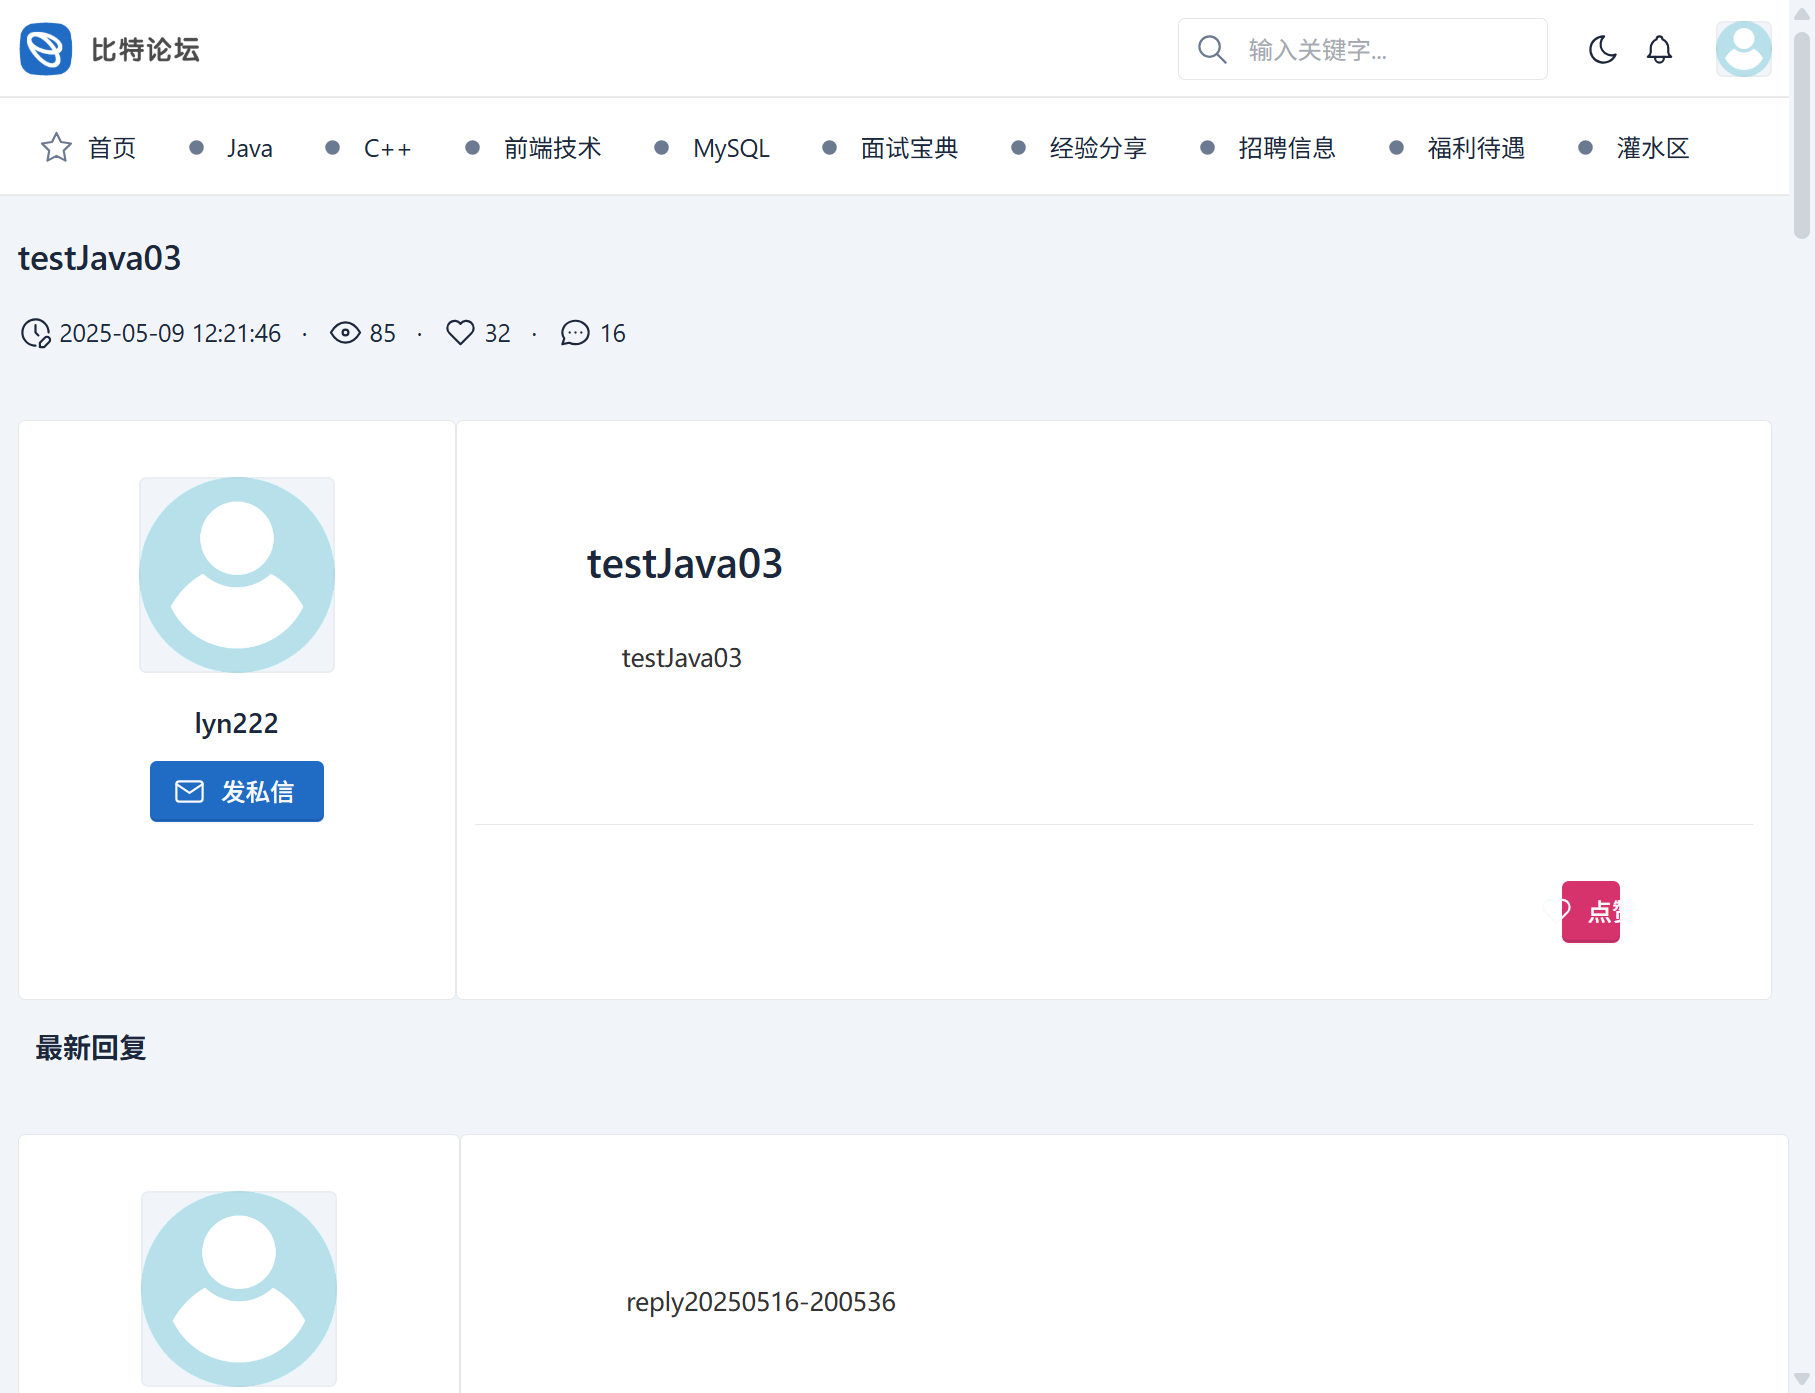 比特论坛
输入关键字...
首页 Java C++ 前端技术 MySQL 面试宝典 经验分享 招聘信息 福利待遇 灌水区
testJava03
2025-05-09 12:21:46 · 85 · 32 · 16
testJava03
testJava03
lyn222
发私信
点赞
最新回复
reply20250516-200536